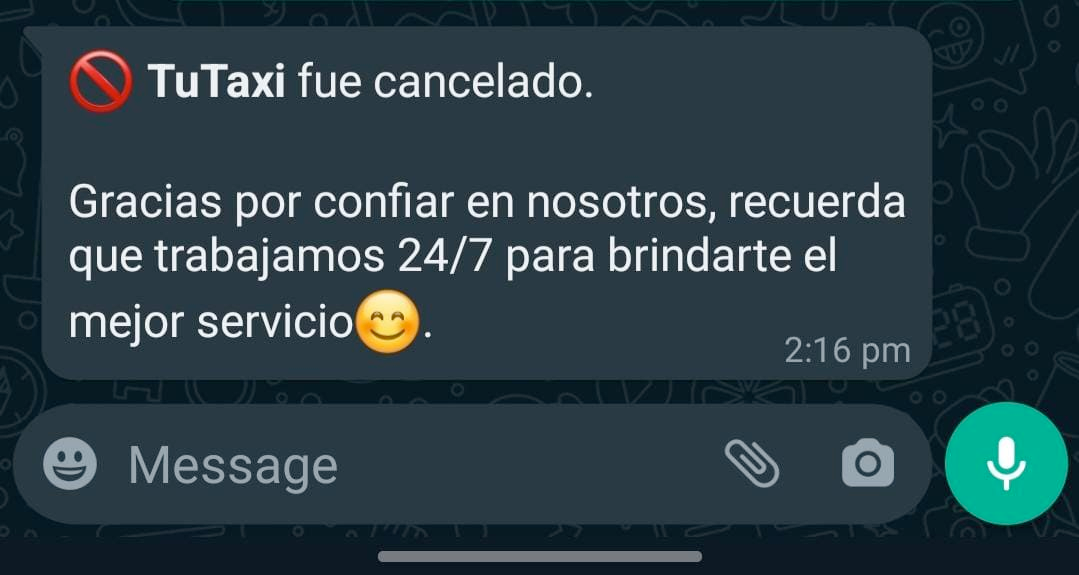 🚫 TuTaxi fue cancelado.
Gracias por confiar en nosotros, recuerda
que trabajamos 24/7 para brindarte el
mejor servicio😊.
2:16 pm
Message